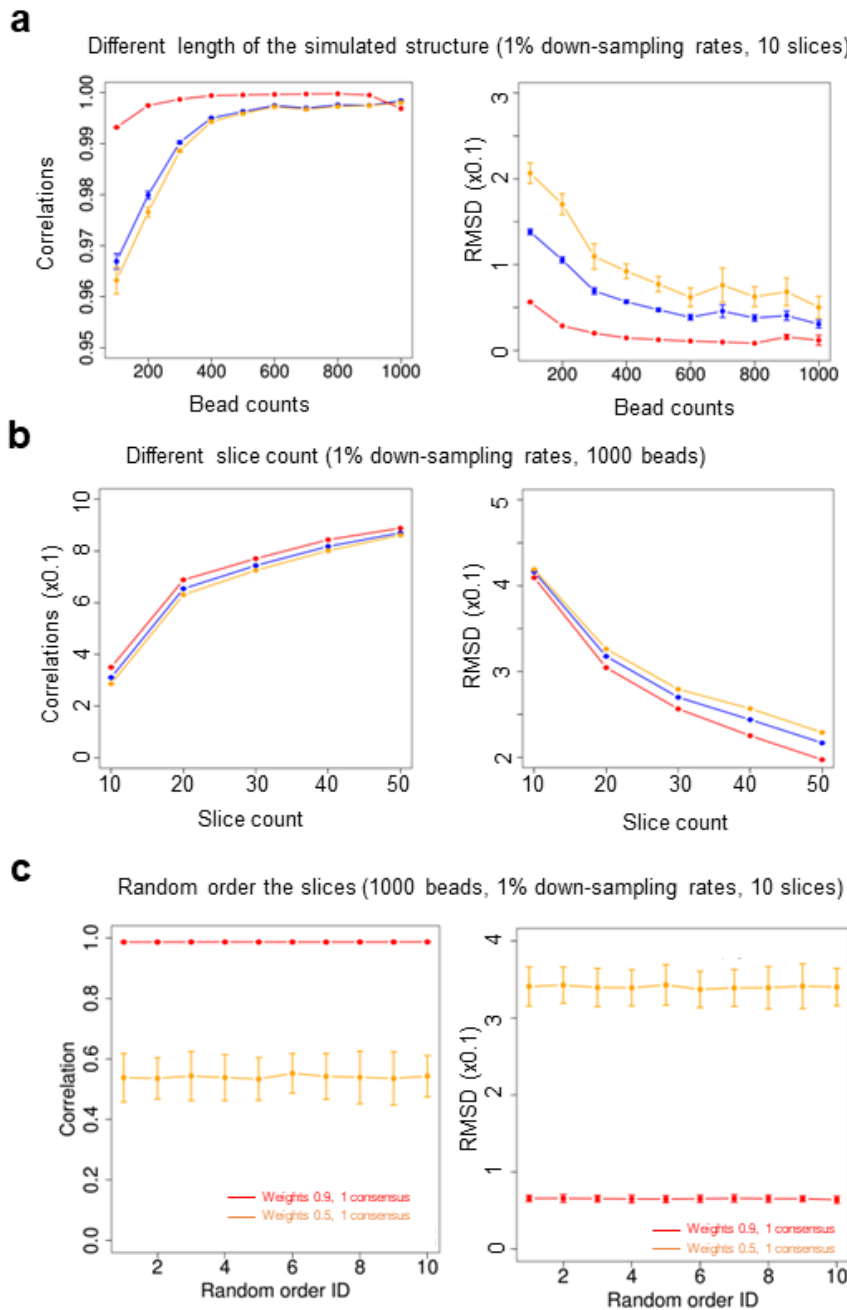 a
Different length of the simulated structure (1% down-sampling rates, 10 slices)
Correlations
1.00
0.99
0.98
0.97
0.96
0.95
200 400 600 800 1000
Bead counts
RMSD (x0.1)
3
2
1
0
200 400 600 800 1000
Bead counts
b
Different slice count (1% down-sampling rates, 1000 beads)
Correlations (x0.1)
10
8
6
4
2
0
10 20 30 40 50
Slice count
RMSD (x0.1)
5
4
3
2
10 20 30 40 50
Slice count
c
Random order the slices (1000 beads, 1% down-sampling rates, 10 slices)
Correlation
1.0
0.8
0.6
0.4
0.2
0.0
Weights 0.9, 1 consensus
Weights 0.5, 1 consensus
2 4 6 8 10
Random order ID
RMSD (x0.1)
4
3
2
1
0
Weights 0.9, 1 consensus
Weights 0.5, 1 consensus
2 4 6 8 10
Random order ID